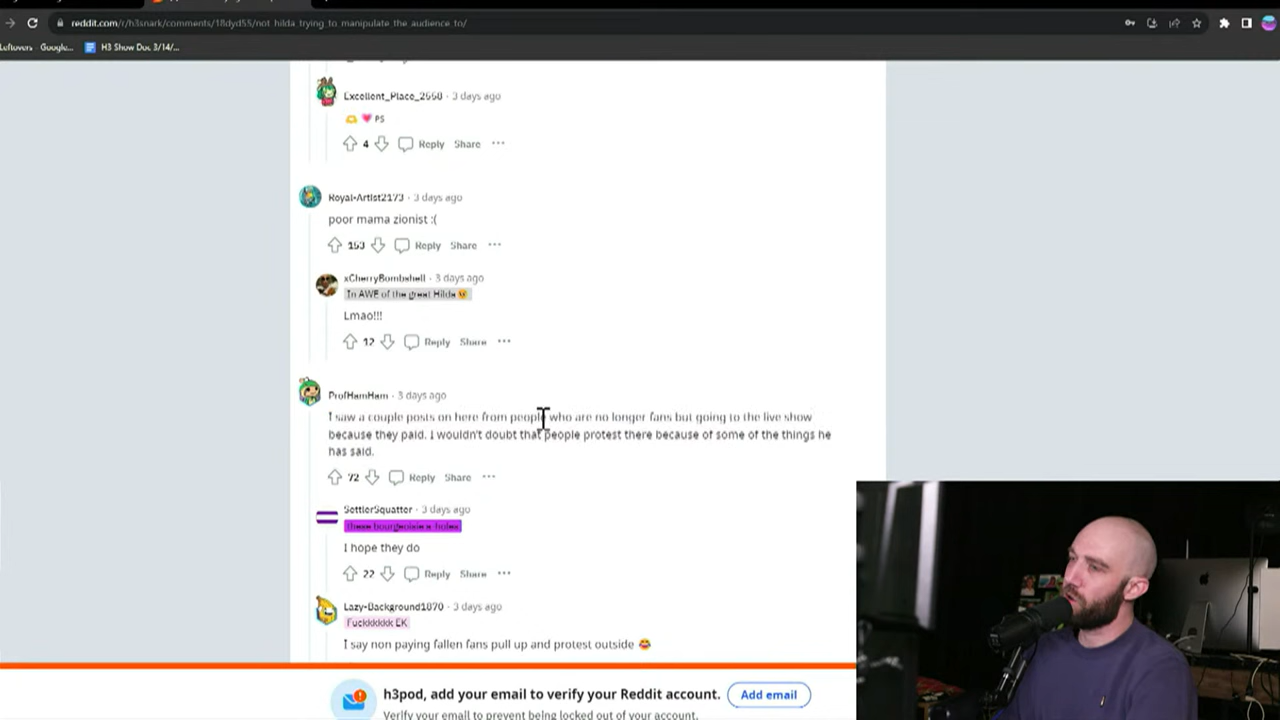 reddit.com/r/h3snark/comments/18dyd55/not_hilda_trying_to_manipulate_the_audience_to/
Leftovers - Google...
H3 Show Doc 3/14/...
Excellent_Place_2660 · 3 days ago
🫶 💗 PS
4 Reply Share ...
Royal-Artist2173 · 3 days ago
poor mama zionist :(
153 Reply Share ...
xCherryBombshell · 3 days ago
In AWE of the great Hilda
Lmao!!!
12 Reply Share ...
ProfHamHam · 3 days ago
I saw a couple posts on here from people who are no longer fans but going to the live show
because they paid. I wouldn't doubt that people protest there because of some of the things he
has said.
72 Reply Share ...
SettlerSquatter · 3 days ago
these bourgeoisie a-holes
I hope they do
22 Reply Share ...
Lazy-Background1070 · 3 days ago
Fuckkkkkk EK
I say non paying fallen fans pull up and protest outside 😂
h3pod, add your email to verify your Reddit account.
Add email
Verify your email to prevent being locked out of your account.